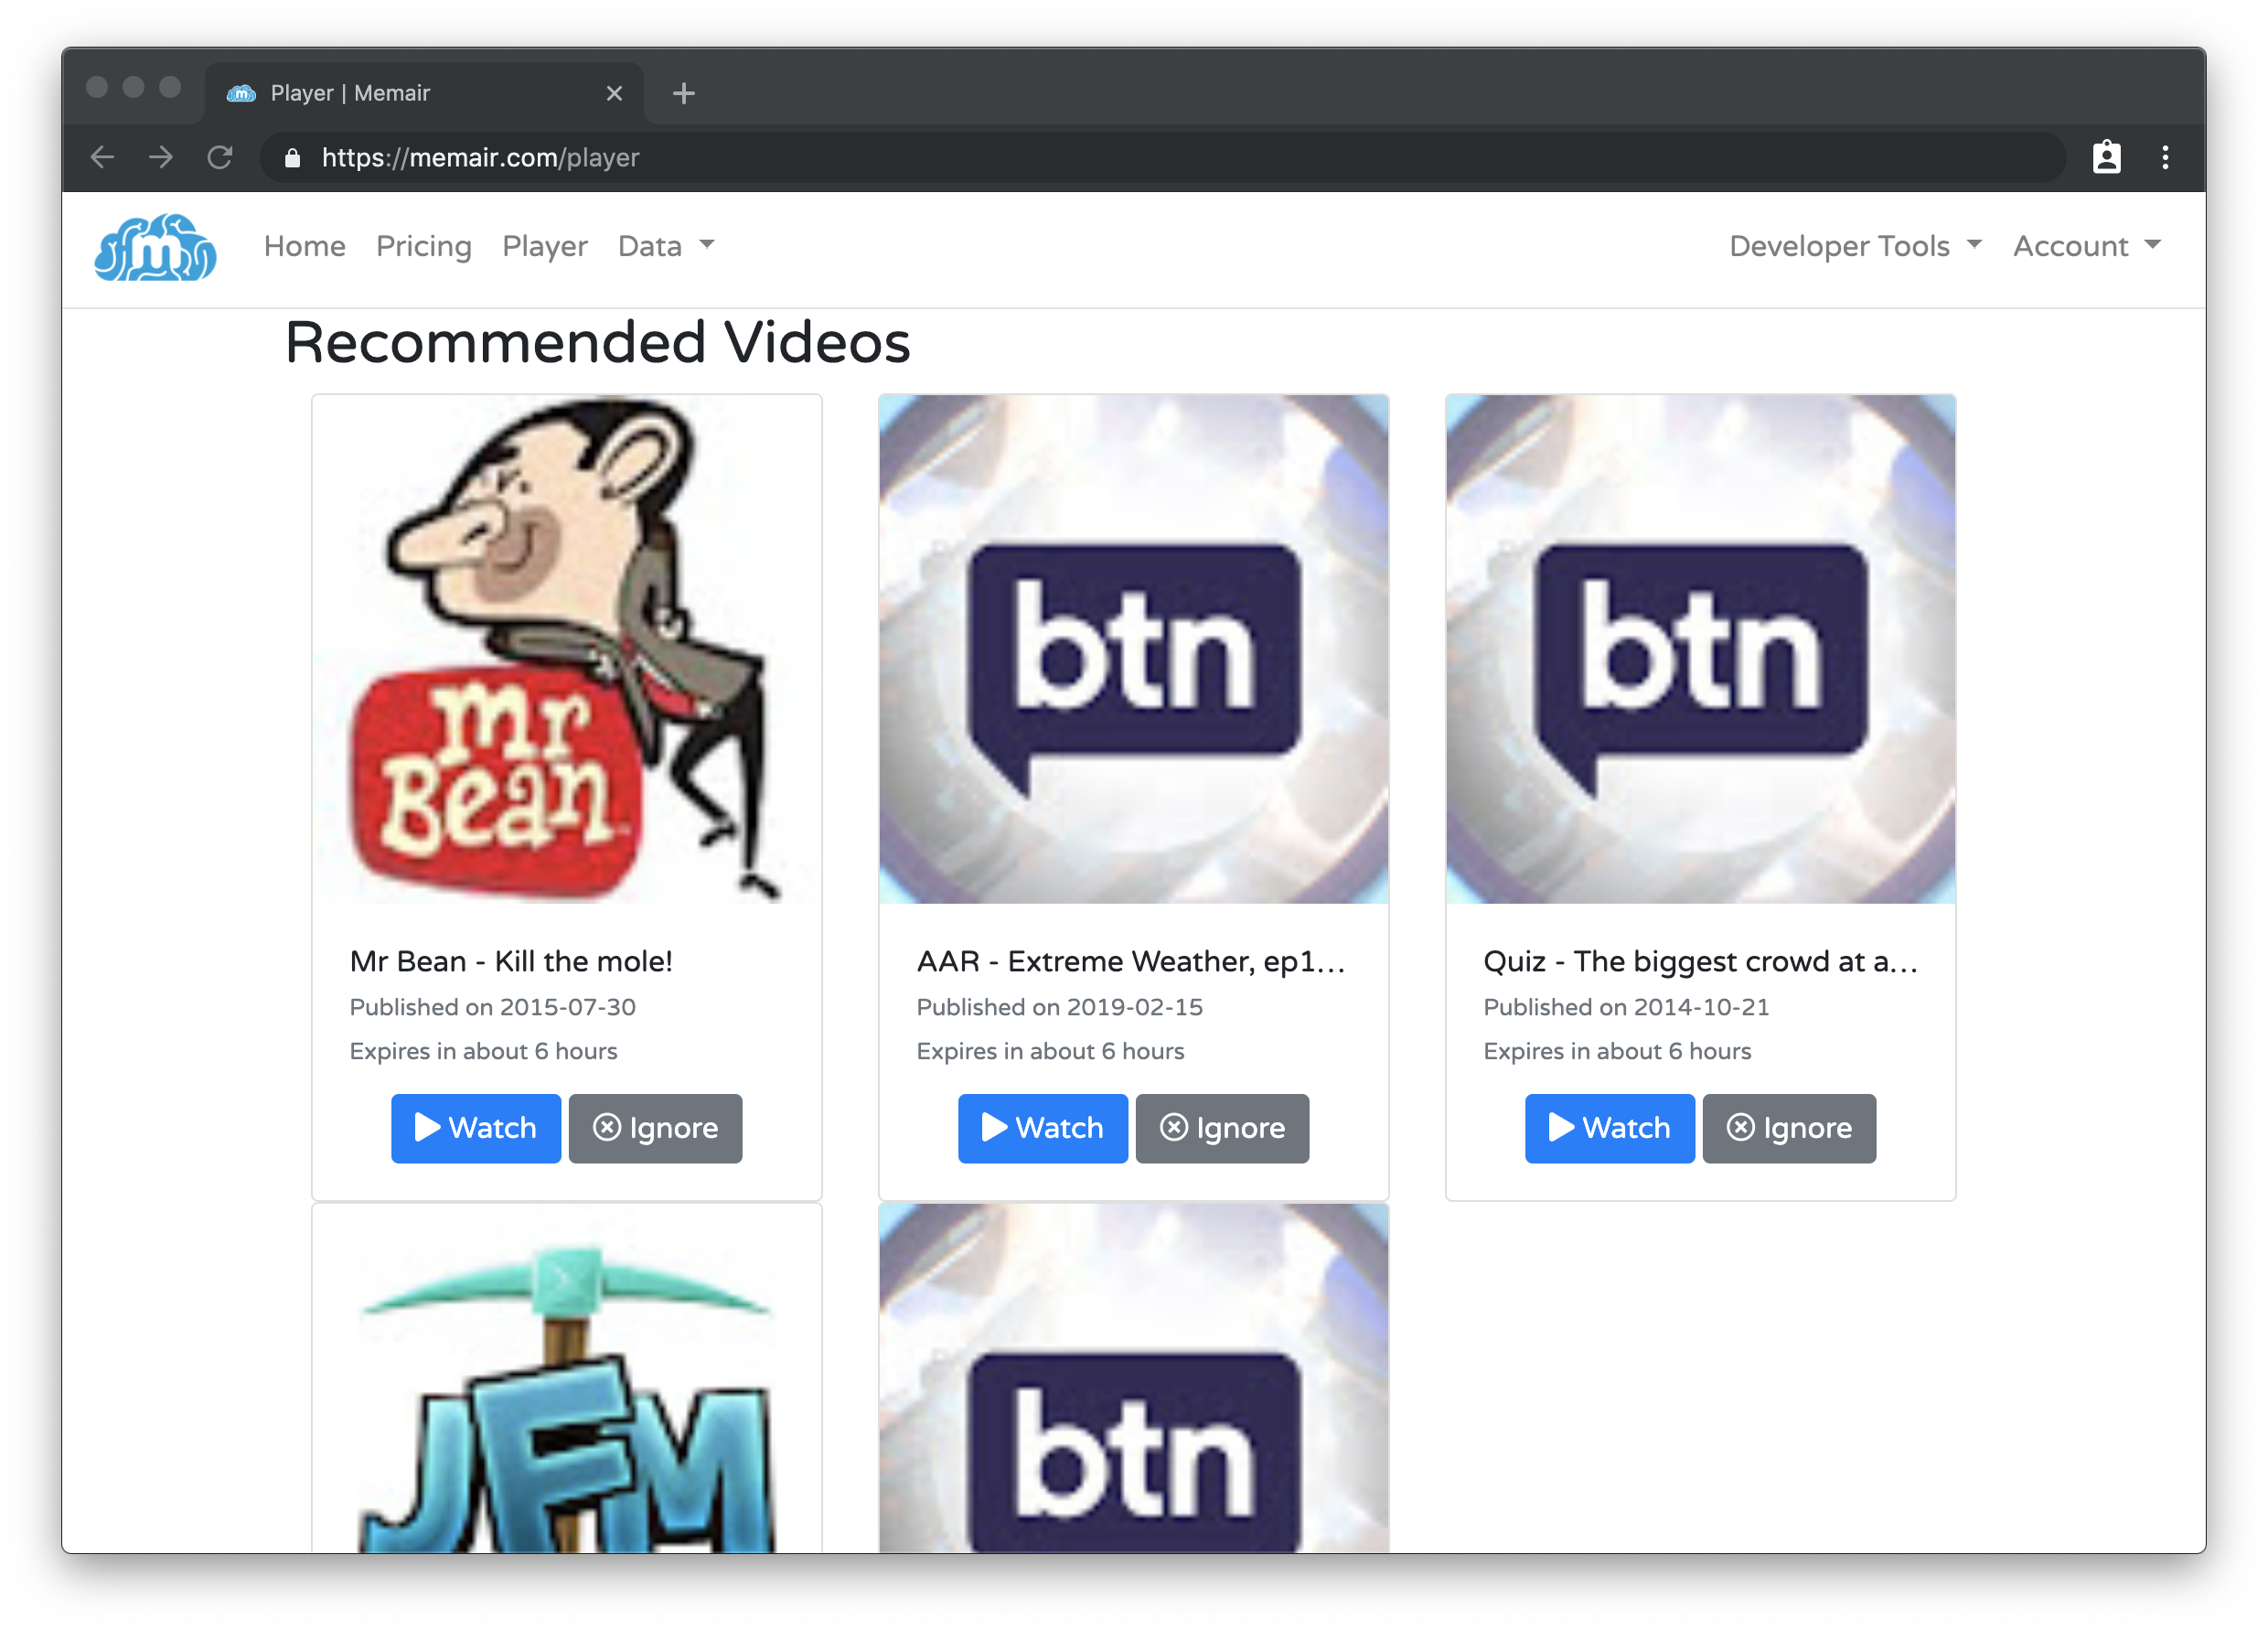 Player | Memair
https://memair.com/player
m
Home Pricing Player Data Developer Tools Account
Recommended Videos
mr
Bean
btn
btn
Mr Bean - Kill the mole!
Published on 2015-07-30
Expires in about 6 hours
Watch Ignore
AAR - Extreme Weather, ep1...
Published on 2019-02-15
Expires in about 6 hours
Watch Ignore
Quiz - The biggest crowd at a...
Published on 2014-10-21
Expires in about 6 hours
Watch Ignore
JFM
btn